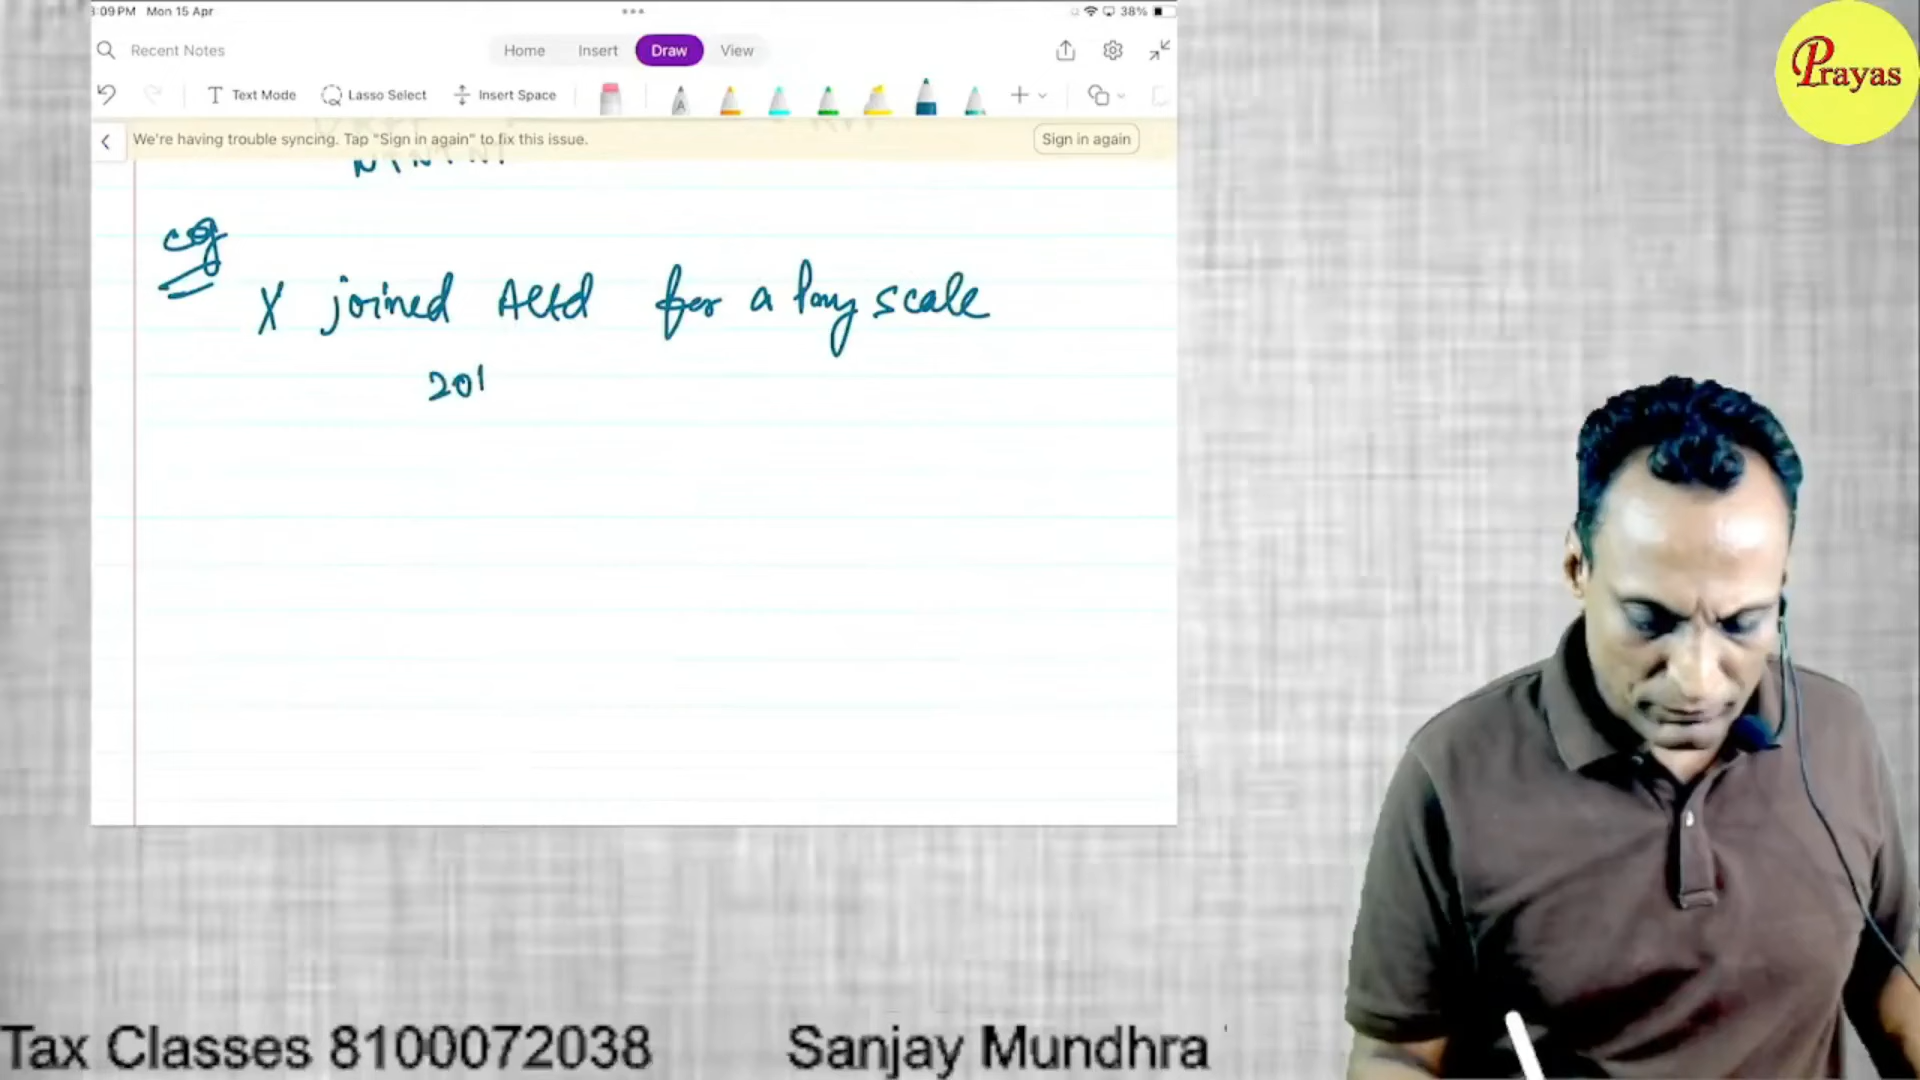 :09 PM Mon 15 Apr
38%
Prayas
Recent Notes
Home Insert Draw View
Text Mode Lasso Select Insert Space
We're having trouble syncing. Tap "Sign in again" to fix this issue. Sign in again
eg
X joined A Ltd for a pay scale
201
Tax Classes 8100072038 Sanjay Mundhra